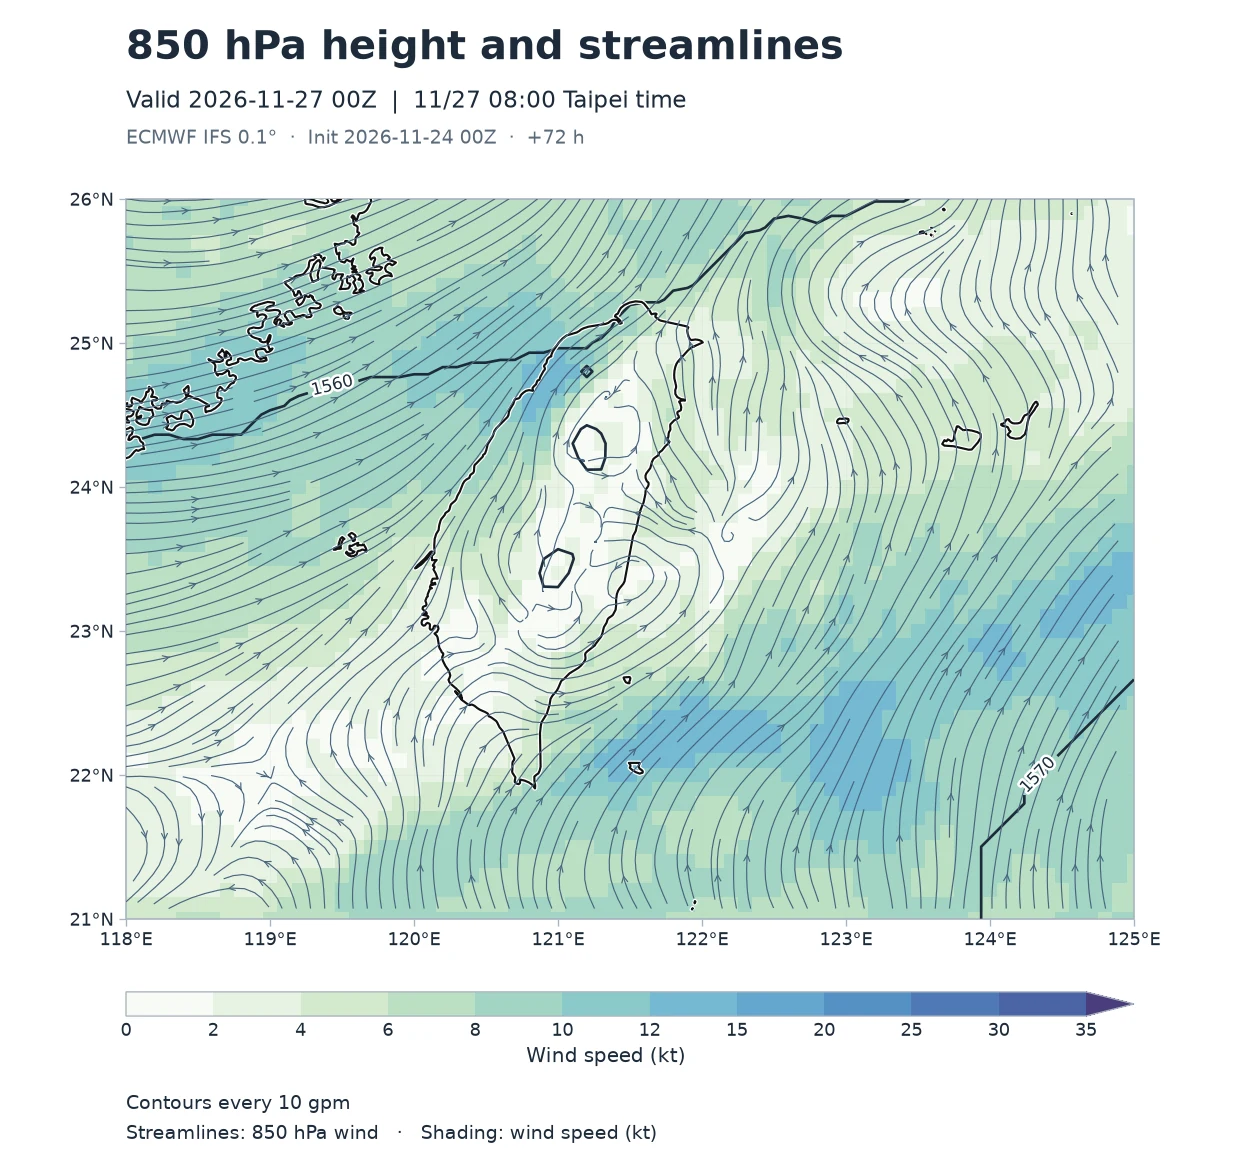 850 hPa height and streamlines
Valid 2026-11-27 00Z | 11/27 08:00 Taipei time
ECMWF IFS 0.1° · Init 2026-11-24 00Z · +72 h
26°N
25°N
1560
24°N
23°N
22°N
1570
21°N
118°E 119°E 120°E 121°E 122°E 123°E 124°E 125°E
0 2 4 6 8 10 12 15 20 25 30 35
Wind speed (kt)
Contours every 10 gpm
Streamlines: 850 hPa wind · Shading: wind speed (kt)